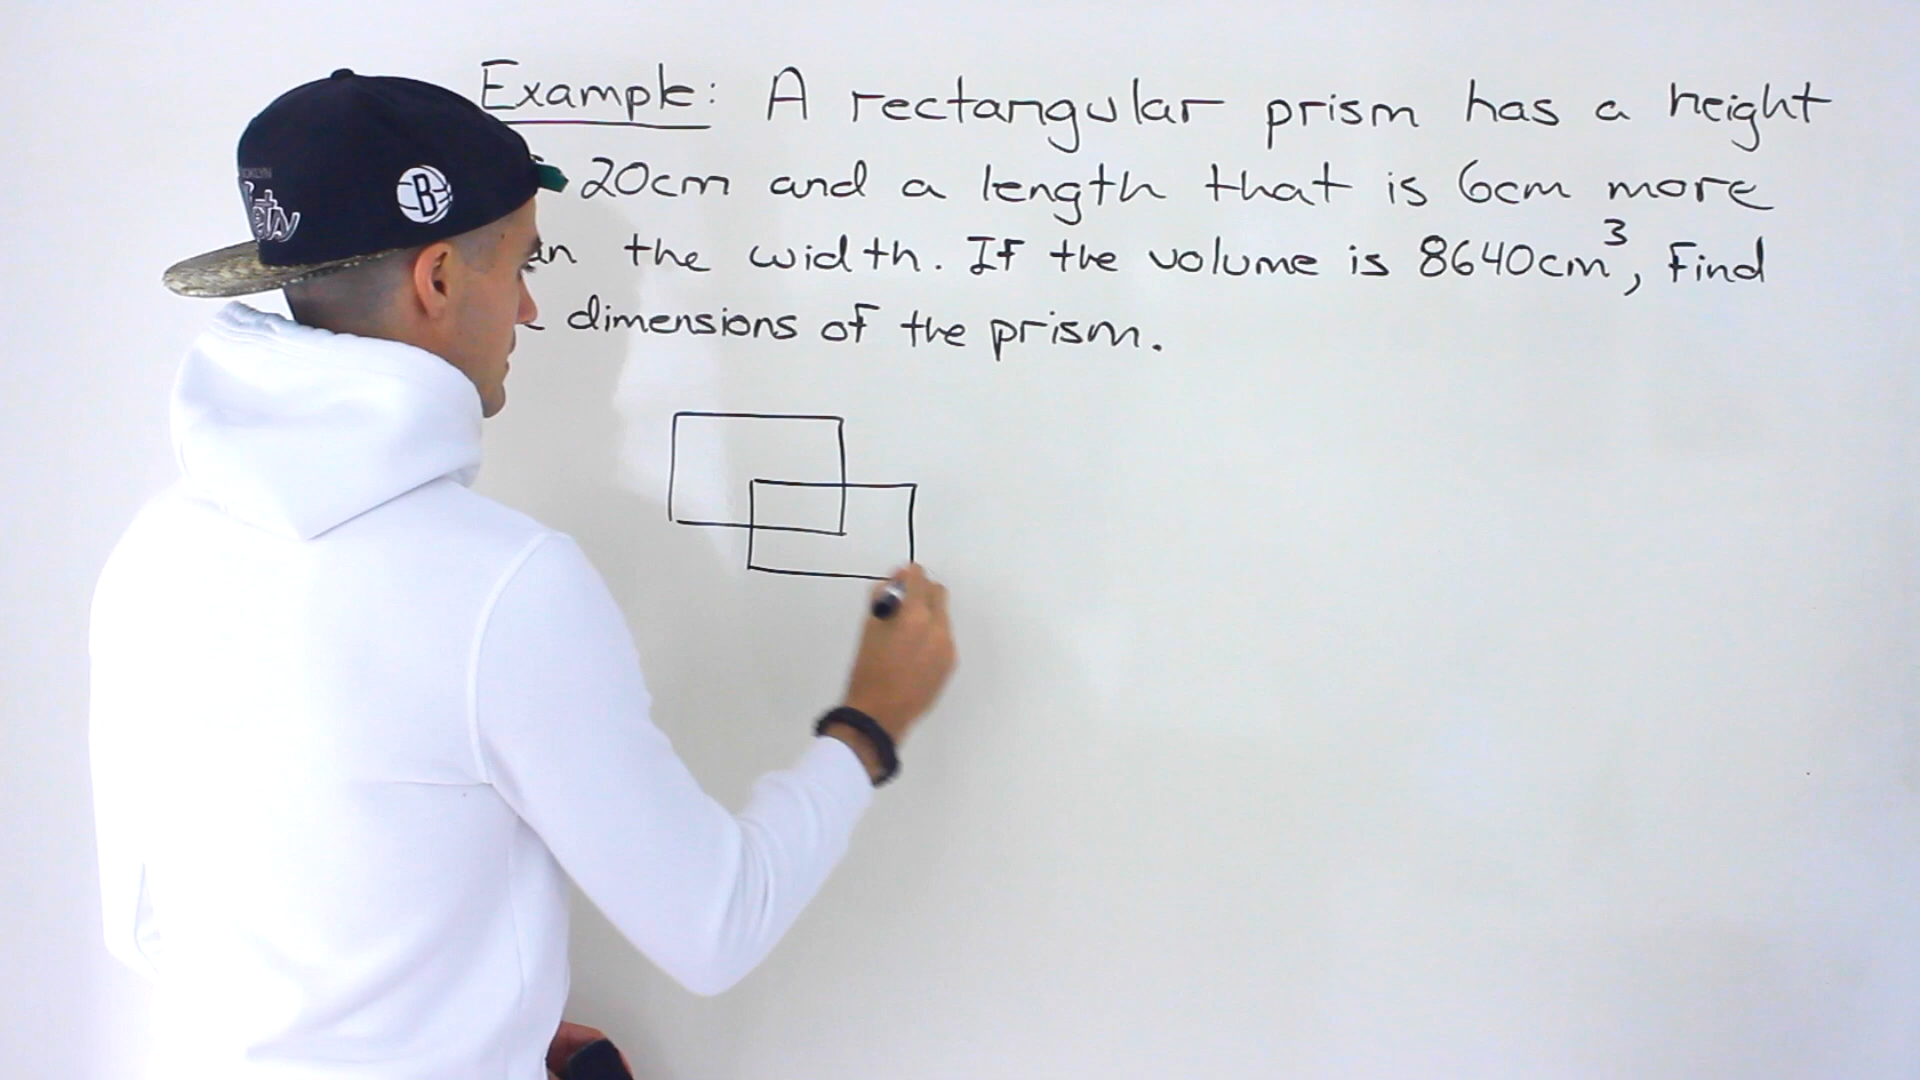 Example: A rectangular prism has a height
20cm and a length that is 6cm more
the width. If the volume is 8640cm³, Find
dimensions of the prism.
B